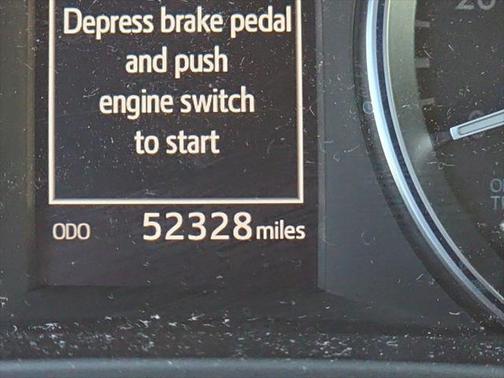 Depress brake pedal
and push
engine switch
to start
ODO 52328 miles